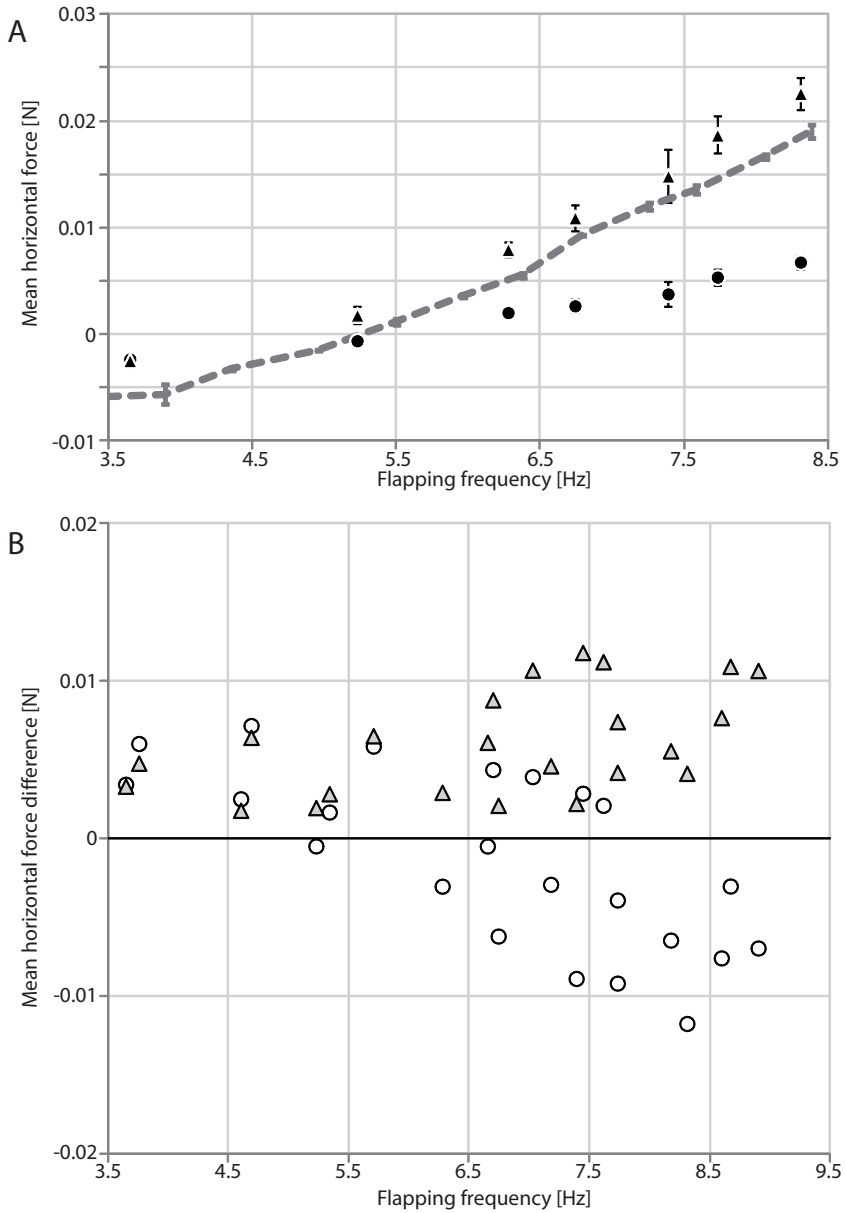 A
Mean horizontal force [N]
0.03
0.02
0.01
0
-0.01
3.5 4.5 5.5 6.5 7.5 8.5
Flapping frequency [Hz]
B
Mean horizontal force difference [N]
0.02
0.01
0
-0.01
-0.02
3.5 4.5 5.5 6.5 7.5 8.5 9.5
Flapping frequency [Hz]